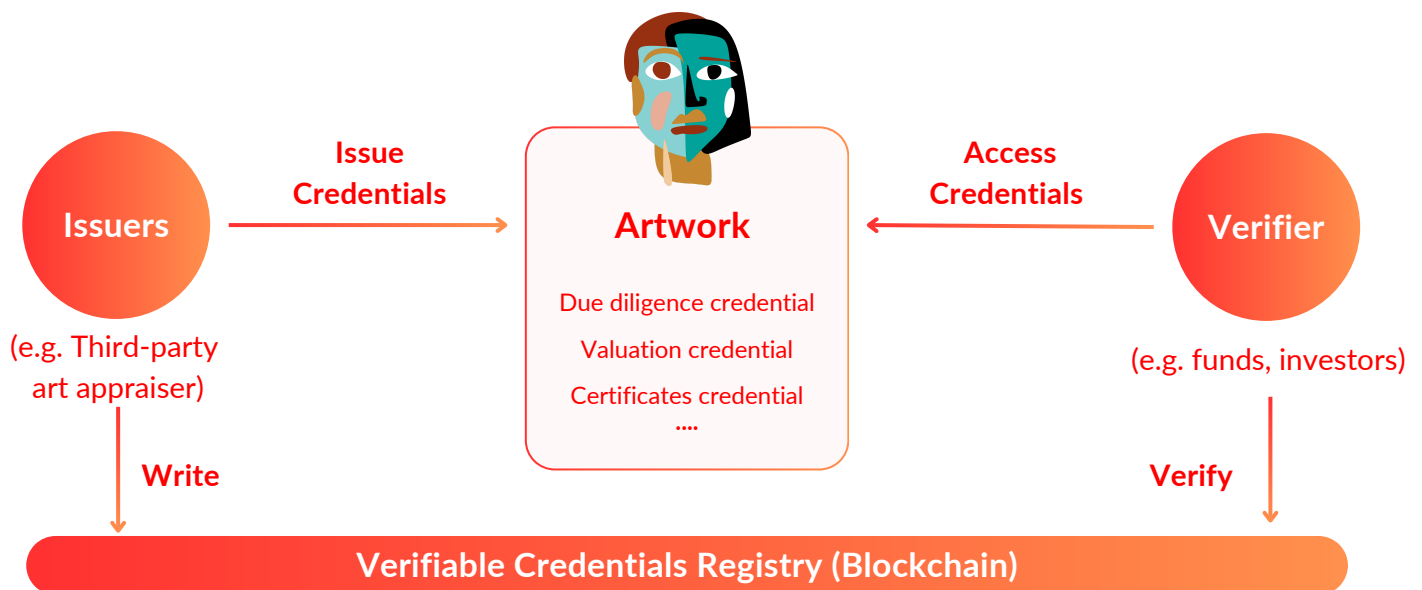 Issue
Credentials
Access
Credentials
Issuers
Artwork
Verifier
(e.g. Third-party
art appraiser)
Due diligence credential
Valuation credential
Certificates credential
....
(e.g. funds, investors)
Write
Verify
Verifiable Credentials Registry (Blockchain)